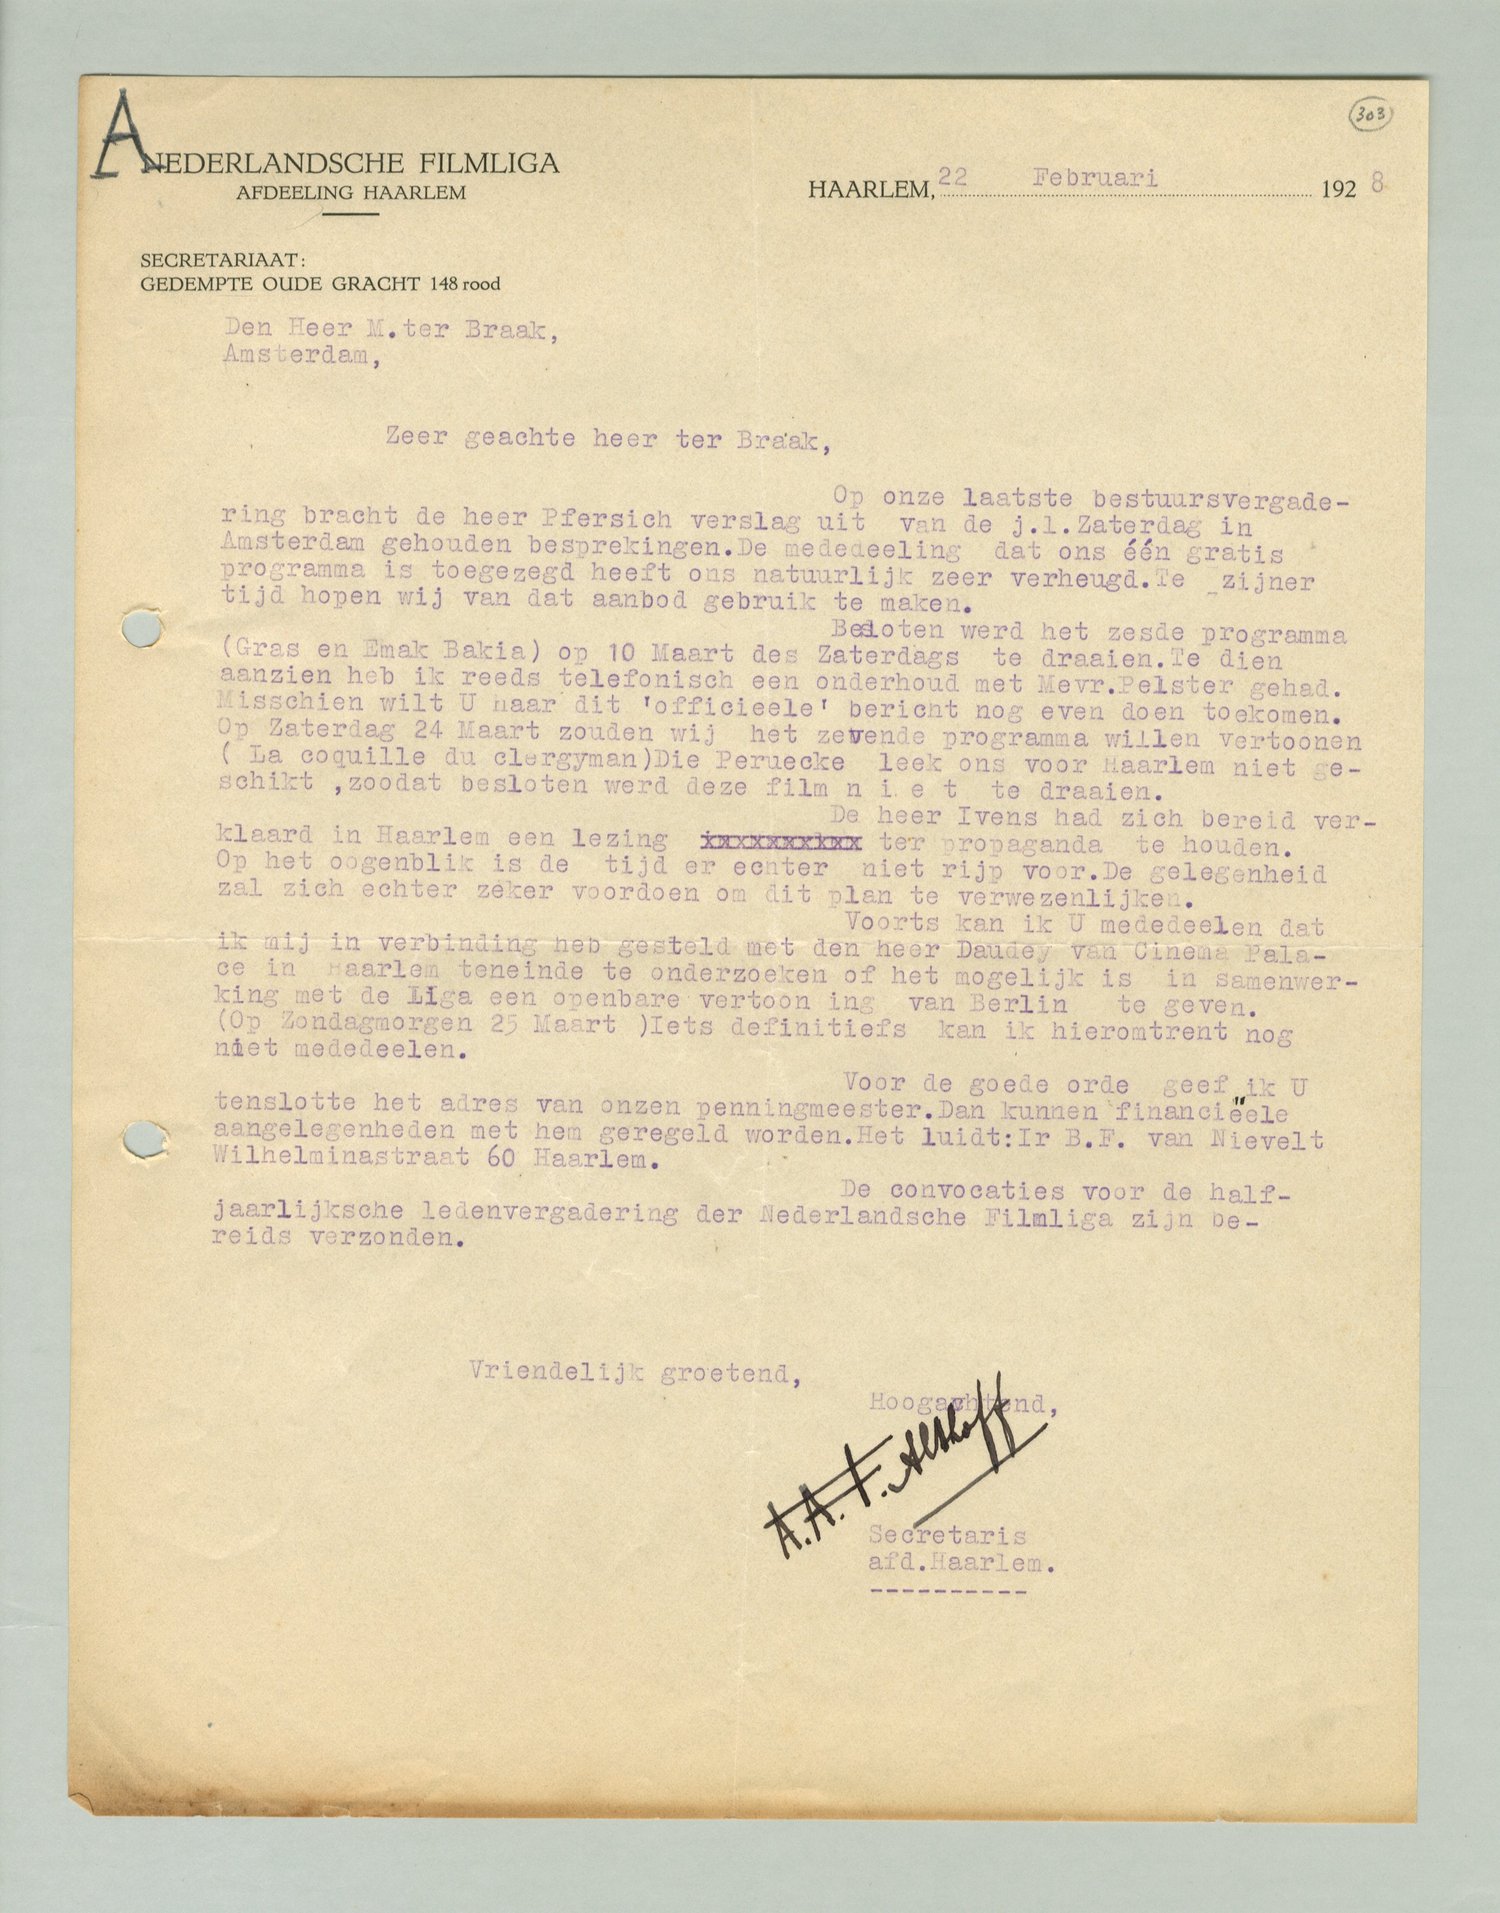 A
303
NEDERLANDSCHE FILMLIGA
AFDEELING HAARLEM
HAARLEM, 22 Februari 1928
SECRETARIAAT:
GEDEMPTE OUDE GRACHT 148 rood
Den Heer M.ter Braak,
Amsterdam,
Zeer geachte heer ter Braak,
Op onze laatste bestuursvergade-
ring bracht de heer Pfersich verslag uit van de j.l.Zaterdag in
Amsterdam gehouden besprekingen.De mededeeling dat ons één gratis
programma is toegezegd heeft ons natuurlijk zeer verheugd.Te _zijner
tijd hopen wij van dat aanbod gebruik te maken.
Besloten werd het zesde programma
(Gras en Emak Bakia) op 10 Maart des Zaterdags te draaien.Te dien
aanzien heb ik reeds telefonisch een onderhoud met Mevr.Pelster gehad.
Misschien wilt U haar dit 'officieele' bericht nog even doen toekomen.
Op Zaterdag 24 Maart zouden wij het zevende programma willen vertoonen
( La coquille du clergyman)Die Peruecke leek ons voor Haarlem niet ge-
schikt ,zoodat besloten werd deze film n i e t te draaien.
De heer Ivens had zich bereid ver-
klaard in Haarlem een lezing xxxxxxxxxx ter propaganda te houden.
Op het oogenblik is de tijd er echter niet rijp voor.De gelegenheid
zal zich echter zeker voordoen om dit plan te verwezenlijken.
Voorts kan ik U mededeelen dat
ik mij in verbinding heb gesteld met den heer Daudey van Cinema Pala-
ce in Haarlem teneinde te onderzoeken of het mogelijk is in samenwer-
king met de Liga een openbare vertoon ing van Berlin te geven.
(Op Zondagmorgen 25 Maart )Iets definitiefs kan ik hieromtrent nog
niet mededeelen.
Voor de goede orde geef ik U
tenslotte het adres van onzen penningmeester.Dan kunnen financiëele
aangelegenheden met hem geregeld worden.Het luidt:Ir B.F. van Nievelt
Wilhelminastraat 60 Haarlem.
De convocaties voor de half-
jaarlijksche ledenvergadering der Nederlandsche Filmliga zijn be-
reids verzonden.
Vriendelijk groetend,
Hoogachtend,
A.A.F. Althoff
Secretaris
afd.Haarlem.
----------